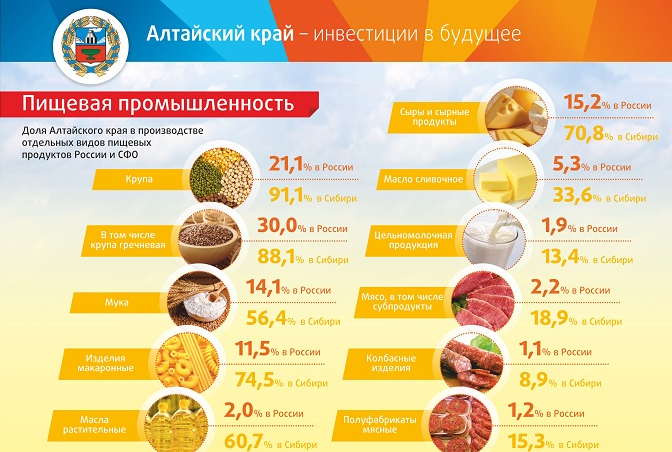 Алтайский край – инвестиции в будущее
Пищевая промышленность
Доля Алтайского края в производстве
отдельных видов пищевых
продуктов России и СФО
Крупа
21,1% в России
91,1% в Сибири
В том числе
крупа гречневая
30,0% в России
88,1% в Сибири
Мука
14,1% в России
56,4% в Сибири
Изделия
макаронные
11,5% в России
74,5% в Сибири
Масла
растительные
2,0% в России
60,7% в Сибири
Сыры и сырные
продукты
15,2% в России
70,8% в Сибири
Масло сливочное
5,3% в России
33,6% в Сибири
Цельномолочная
продукция
1,9% в России
13,4% в Сибири
Мясо, в том числе
субпродукты
2,2% в России
18,9% в Сибири
Колбасные
изделия
1,1% в России
8,9% в Сибири
Полуфабрикаты
мясные
1,2% в России
15,3% в Сибири